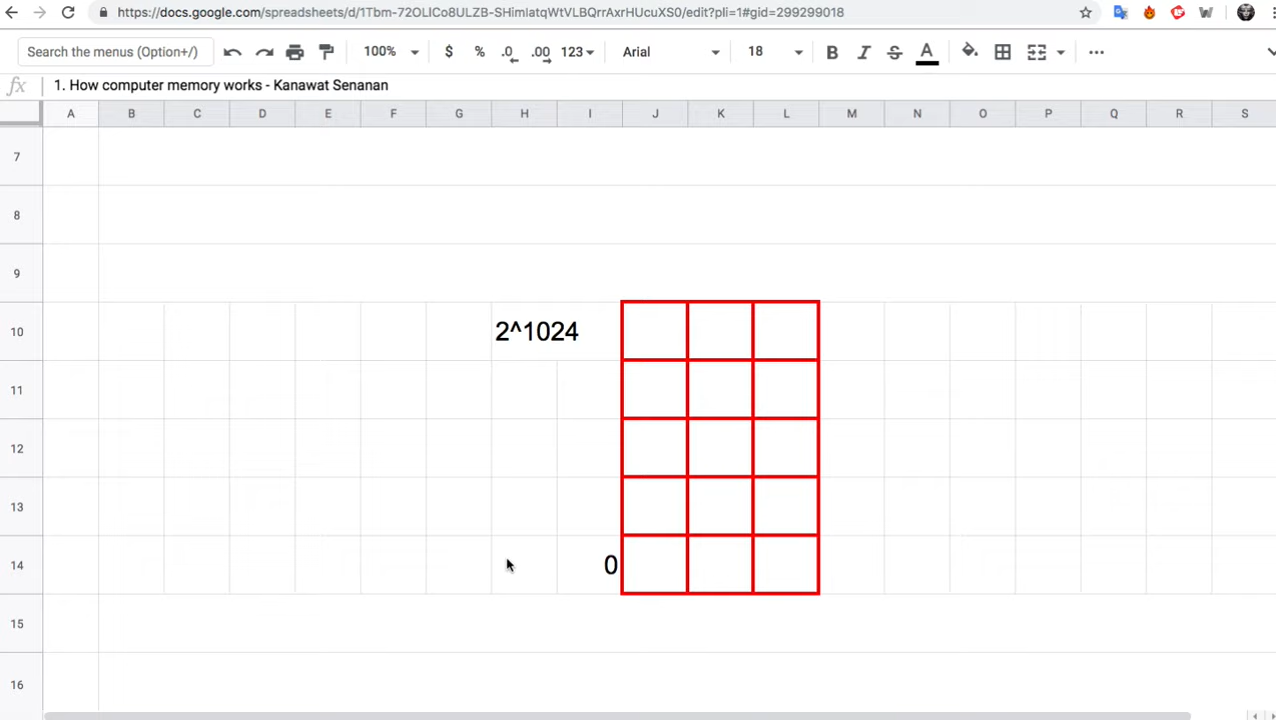 https://docs.google.com/spreadsheets/d/1Tbm-72OLICo8ULZB-SHimIatqWtVLBQrrAxrHUcuXS0/edit?pli=1#gid=299299018
Search the menus (Option+/) 100% $ % .0 .00 123 Arial 18 B I S A
fx 1. How computer memory works - Kanawat Senanan
A B C D E F G H I J K L M N O P Q R S
7
8
9
10 2^1024
11
12
13
14 0
15
16